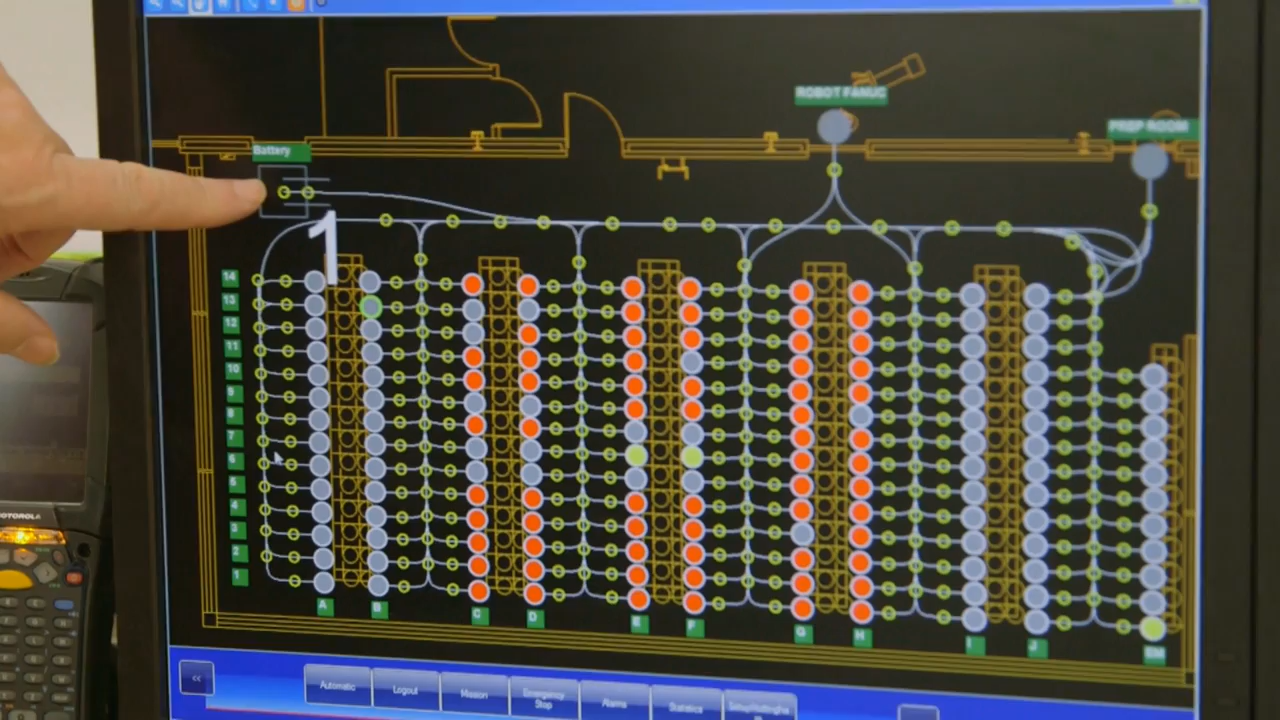 ROBOT FANUC
PREP ROOM
Battery
1
14
13
12
11
10
9
8
7
6
5
4
3
2
1
A B C D E F G H I J BM
MOTOROLA
<<
Automatic
Logout
Mission
Emergency
Stop
Alarms
Statistics